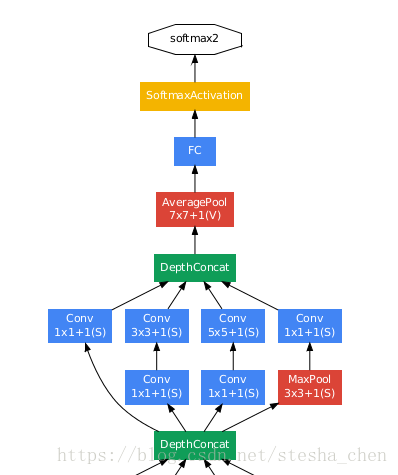 softmax2
SoftmaxActivation
FC
AveragePool
7x7+1(V)
DepthConcat
Conv
1x1+1(S)
Conv
3x3+1(S)
Conv
5x5+1(S)
Conv
1x1+1(S)
Conv
1x1+1(S)
Conv
1x1+1(S)
MaxPool
3x3+1(S)
DepthConcat
https://blog.csdn.net/stesha_chen